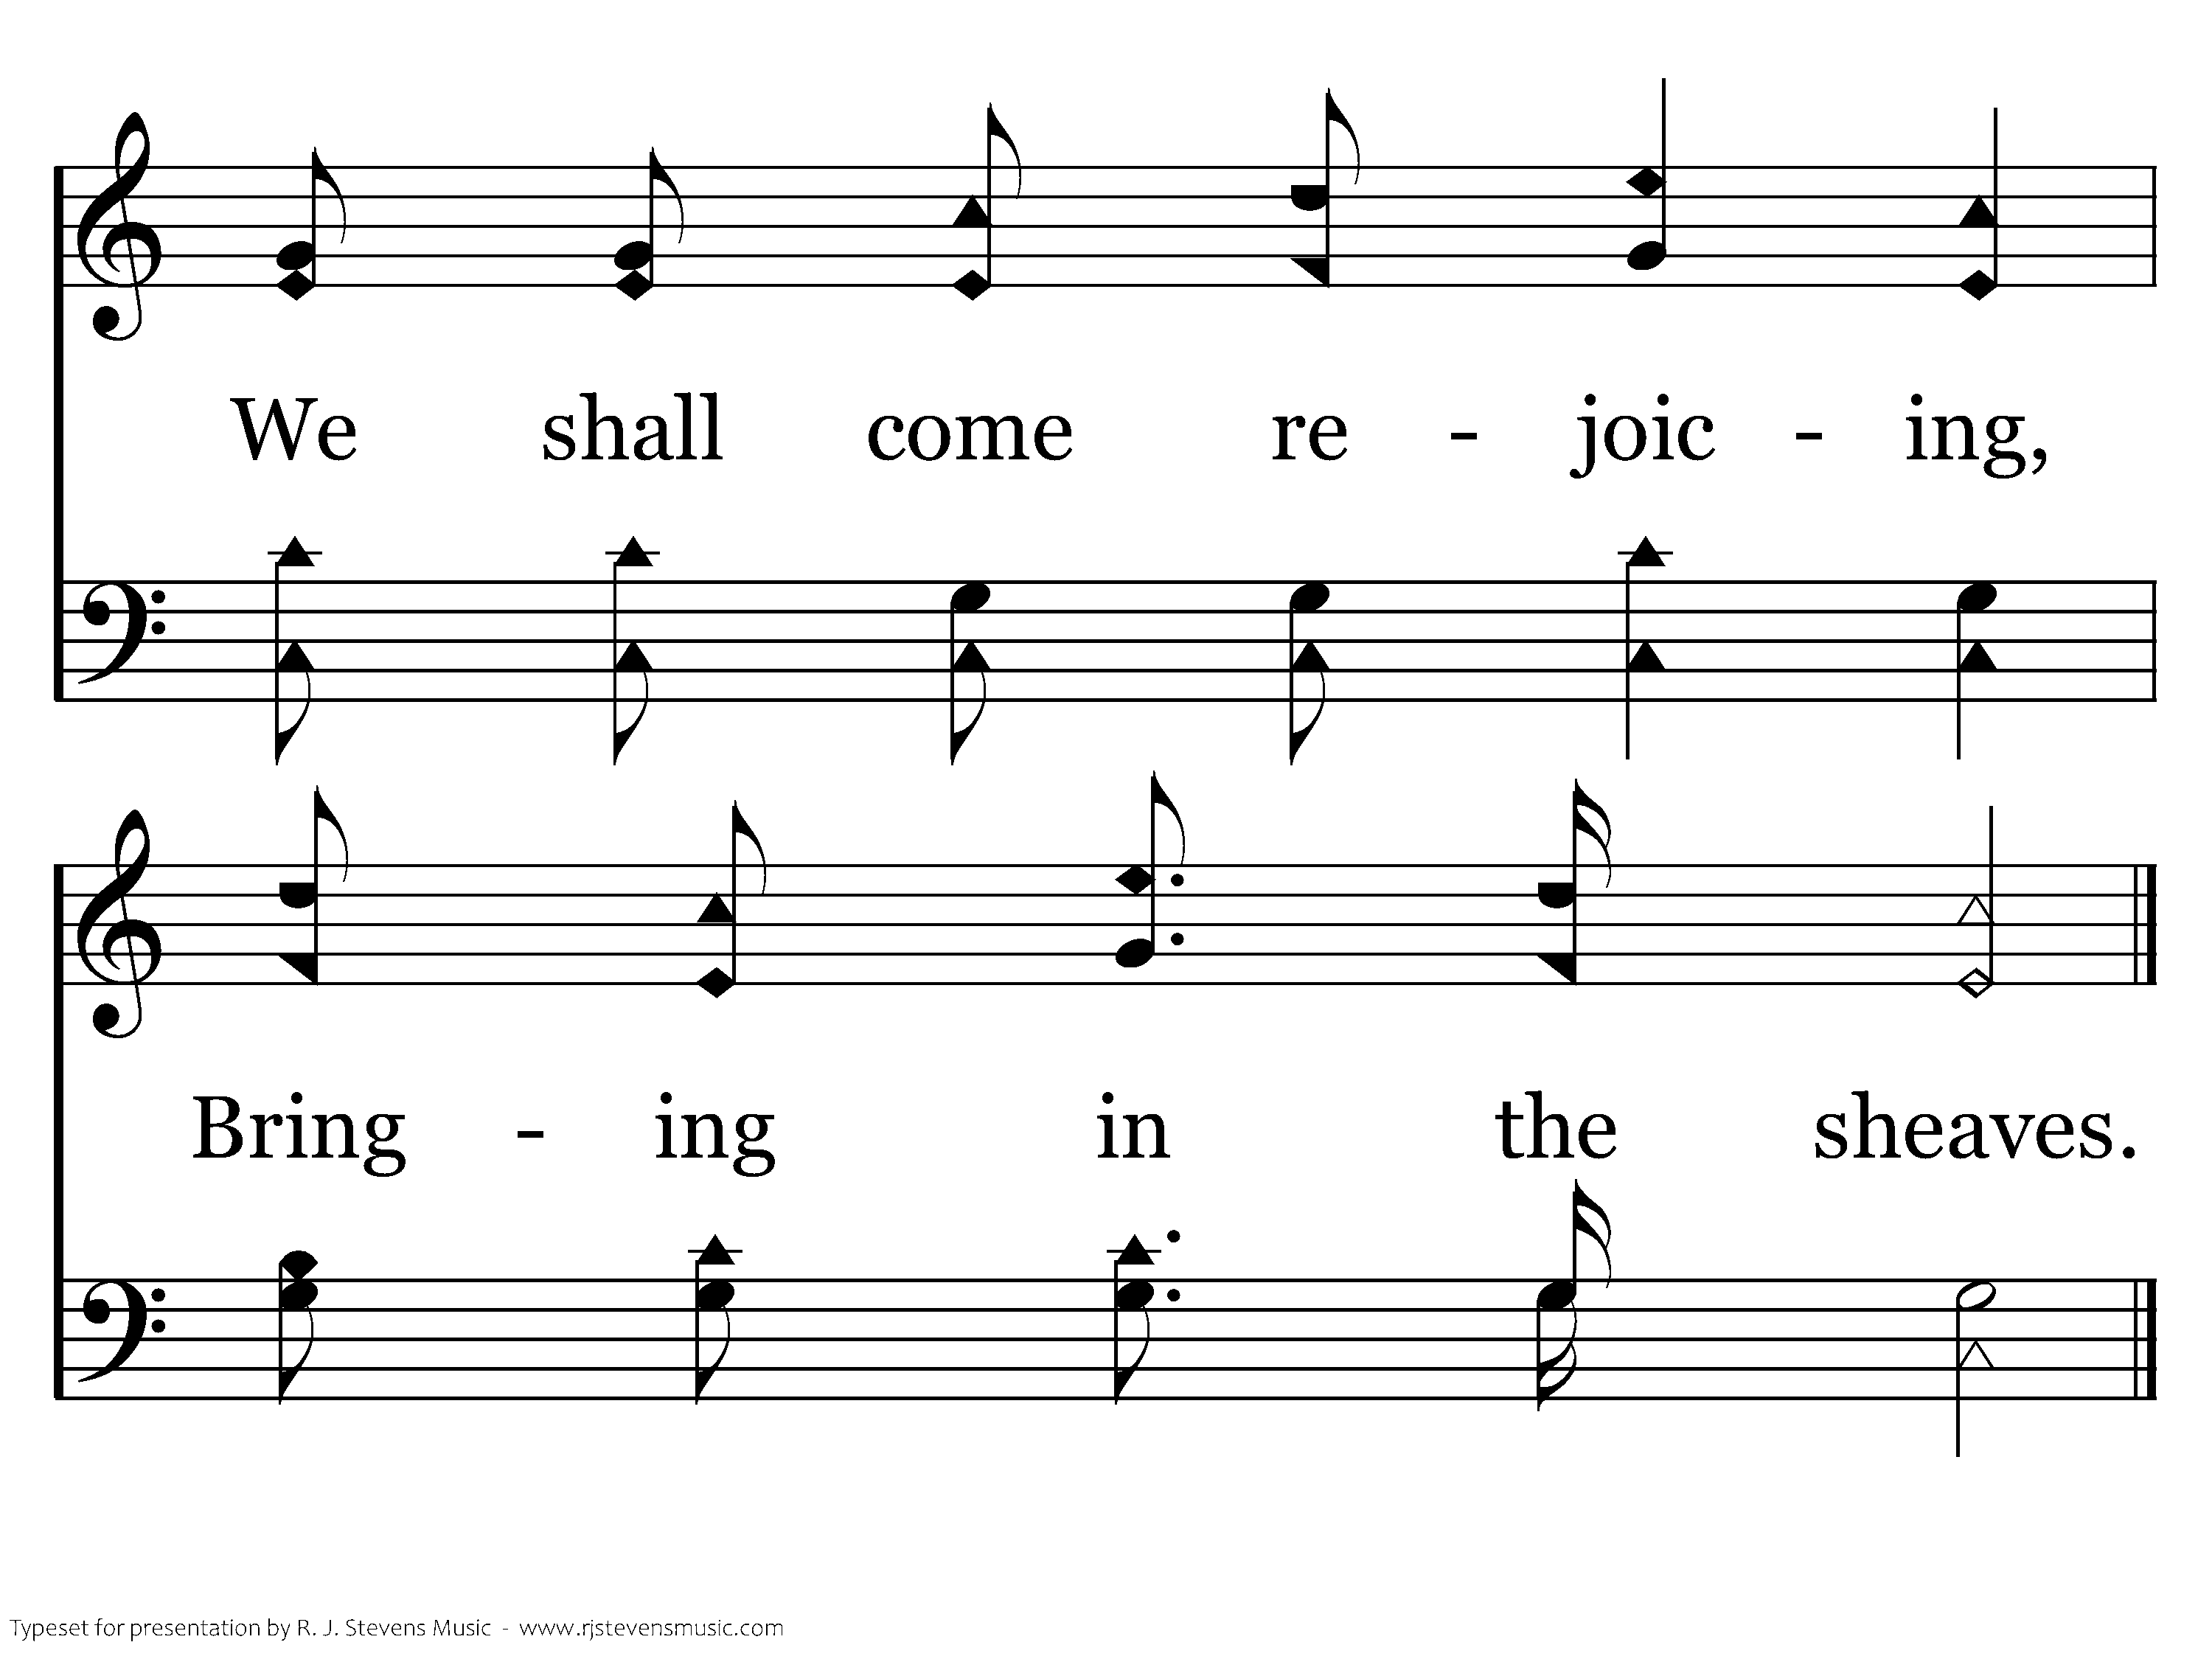 We shall come re - joic - ing,
Bring - ing in the sheaves.
Typeset for presentation by R. J. Stevens Music - www.rjstevensmusic.com